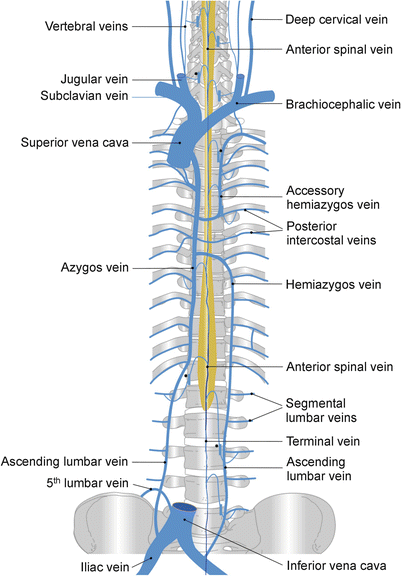 Vertebral veins
Deep cervical vein
Anterior spinal vein
Jugular vein
Subclavian vein
Brachiocephalic vein
Superior vena cava
Accessory
hemiazygos vein
Posterior
intercostal veins
Azygos vein
Hemiazygos vein
Anterior spinal vein
Segmental
lumbar veins
Terminal vein
Ascending lumbar vein
Ascending
lumbar vein
5th lumbar vein
Iliac vein
Inferior vena cava